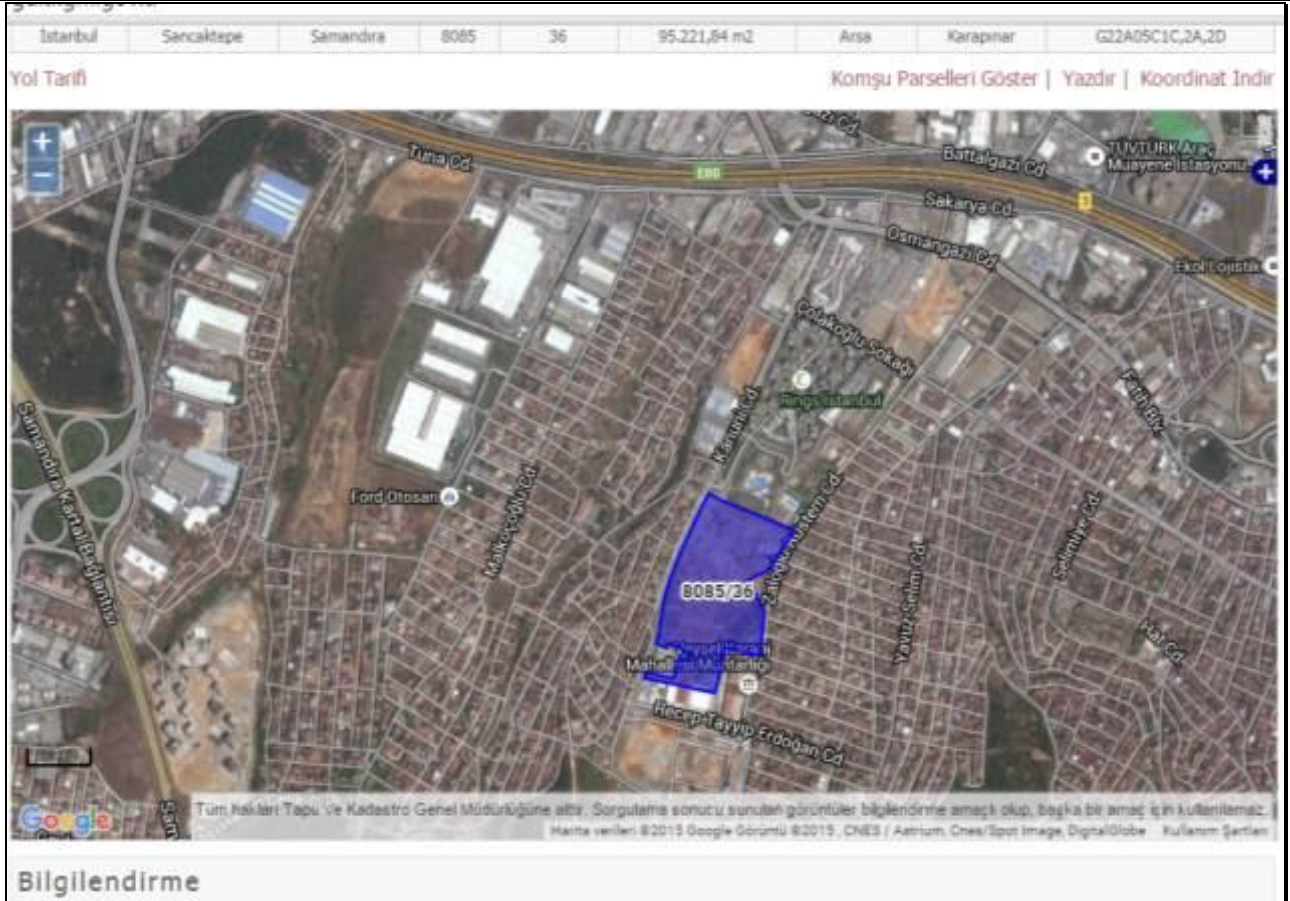 İstanbul Sancaktepe Samandıra 8085 36 95.221,84 m2 Arsa Karapınar G22A05C1C,2A,2D
Yol Tarifi
Komşu Parselleri Göster | Yazdır | Koordinat İndir
+
−
Tuna Cd.
E80
Battalgazi Cd.
TÜVTÜRK Araç
Muayene İstasyonu
+
Sakarya Cd.
3
Osmangazi Cd.
Ekol Lojistik
Çolakoğlu Sokağı
Rings İstanbul
Fatih Blv.
Kanuni Cd.
Samandıra Kartal Bağlantısı
Ford Otosan
Malkoçoğlu Cd.
Selimiye Cd.
8085/36
Yavuz Selim Cd.
Hat Cd.
Mahallesi Muhtarlığı
Recep Tayyip Erdoğan Cd.
Sam
Google
Tüm hakları Tapu Ve Kadastro Genel Müdürlüğüne aittir. Sorgulama sonucu sunulan görüntüler bilgilendirme amaçlı olup, başka bir amaç için kullanılamaz.
Harita verileri ©2015 Google Görüntü ©2015 , CNES / Astrium, Cnes/Spot Image, DigitalGlobe Kullanım Şartları
Bilgilendirme